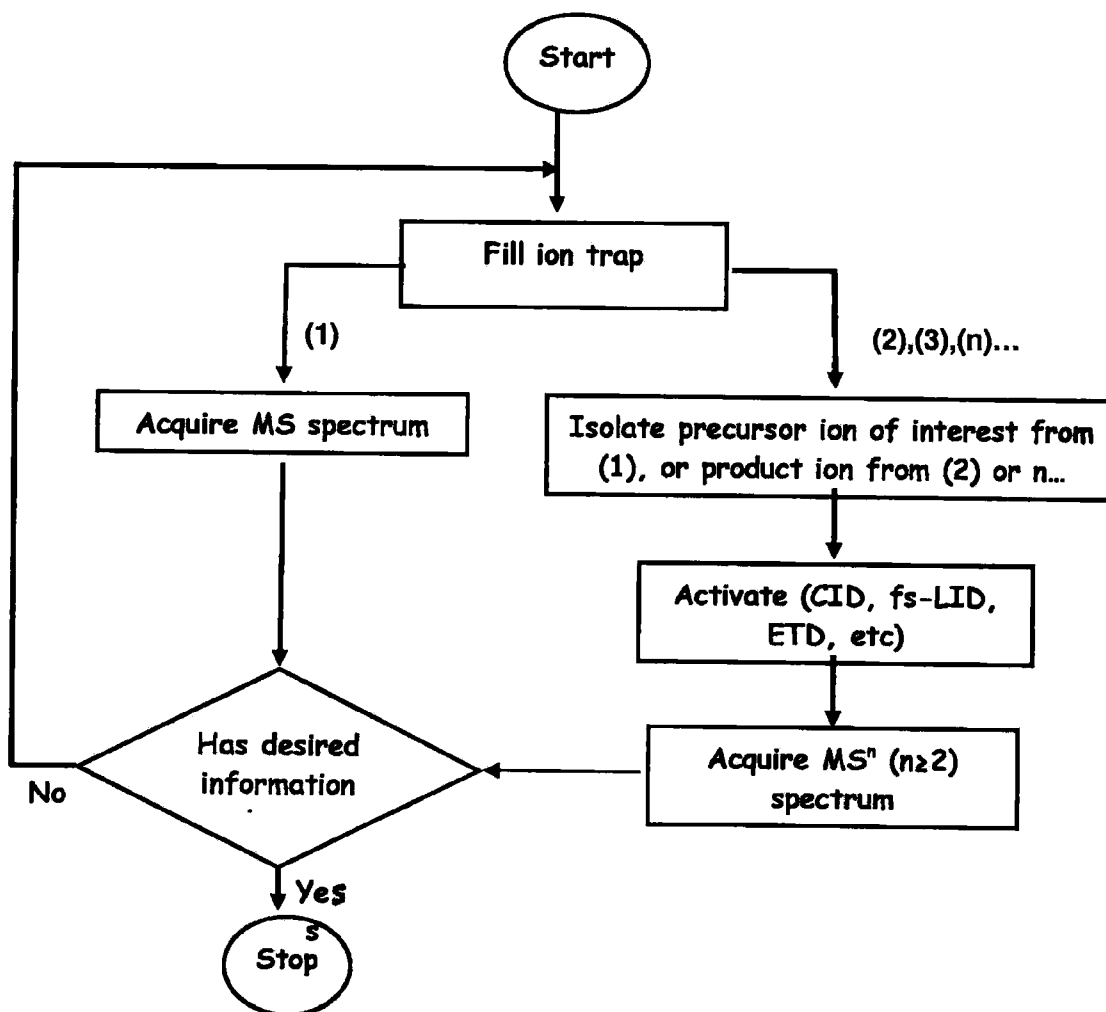 Start
Fill ion trap
(1)
(2),(3),(n)...
Acquire MS spectrum
Isolate precursor ion of interest from
(1), or product ion from (2) or n...
Activate (CID, fs-LID,
ETD, etc)
Has desired
information
Acquire MSⁿ (n≥2)
spectrum
No
Yes
s
Stop